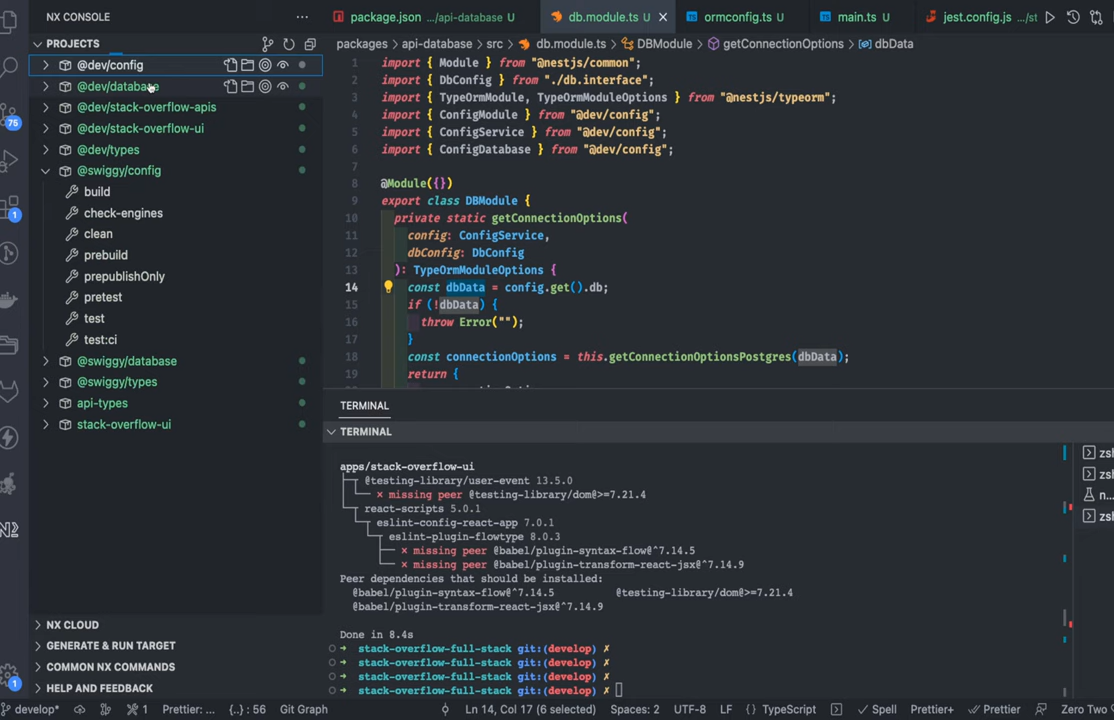 NX CONSOLE
package.json .../api-database U
db.module.ts U
ormconfig.ts U
main.ts U
jest.config.js .../st
PROJECTS
packages > api-database > src > db.module.ts > DBModule > getConnectionOptions > dbData
@dev/config
@dev/database
@dev/stack-overflow-apis
@dev/stack-overflow-ui
@dev/types
@swiggy/config
build
check-engines
clean
prebuild
prepublishOnly
pretest
test
test:ci
@swiggy/database
@swiggy/types
api-types
stack-overflow-ui
75
1
N2
1
NX CLOUD
GENERATE & RUN TARGET
COMMON NX COMMANDS
HELP AND FEEDBACK
1 import { Module } from "@nestjs/common";
2 import { DbConfig } from "./db.interface";
3 import { TypeOrmModule, TypeOrmModuleOptions } from "@nestjs/typeorm";
4 import { ConfigModule } from "@dev/config";
5 import { ConfigService } from "@dev/config";
6 import { ConfigDatabase } from "@dev/config";
7
8 @Module({})
9 export class DBModule {
10 private static getConnectionOptions(
11 config: ConfigService,
12 dbConfig: DbConfig
13 ): TypeOrmModuleOptions {
14 const dbData = config.get().db;
15 if (!dbData) {
16 throw Error("");
17 }
18 const connectionOptions = this.getConnectionOptionsPostgres(dbData);
19 return {
TERMINAL
TERMINAL
apps/stack-overflow-ui
@testing-library/user-event 13.5.0
× missing peer @testing-library/dom@>=7.21.4
react-scripts 5.0.1
eslint-config-react-app 7.0.1
eslint-plugin-flowtype 8.0.3
× missing peer @babel/plugin-syntax-flow@^7.14.5
× missing peer @babel/plugin-transform-react-jsx@^7.14.9
Peer dependencies that should be installed:
@babel/plugin-syntax-flow@^7.14.5 @testing-library/dom@>=7.21.4
@babel/plugin-transform-react-jsx@^7.14.9
Done in 8.4s
stack-overflow-full-stack git:(develop) ✗
stack-overflow-full-stack git:(develop) ✗
stack-overflow-full-stack git:(develop) ✗
stack-overflow-full-stack git:(develop) ✗
zs
zs
n...
zs
develop* 1 Prettier: ... {..} : 56 Git Graph Ln 14, Col 17 (6 selected) Spaces: 2 UTF-8 LF TypeScript Spell Prettier+ Prettier Zero Two